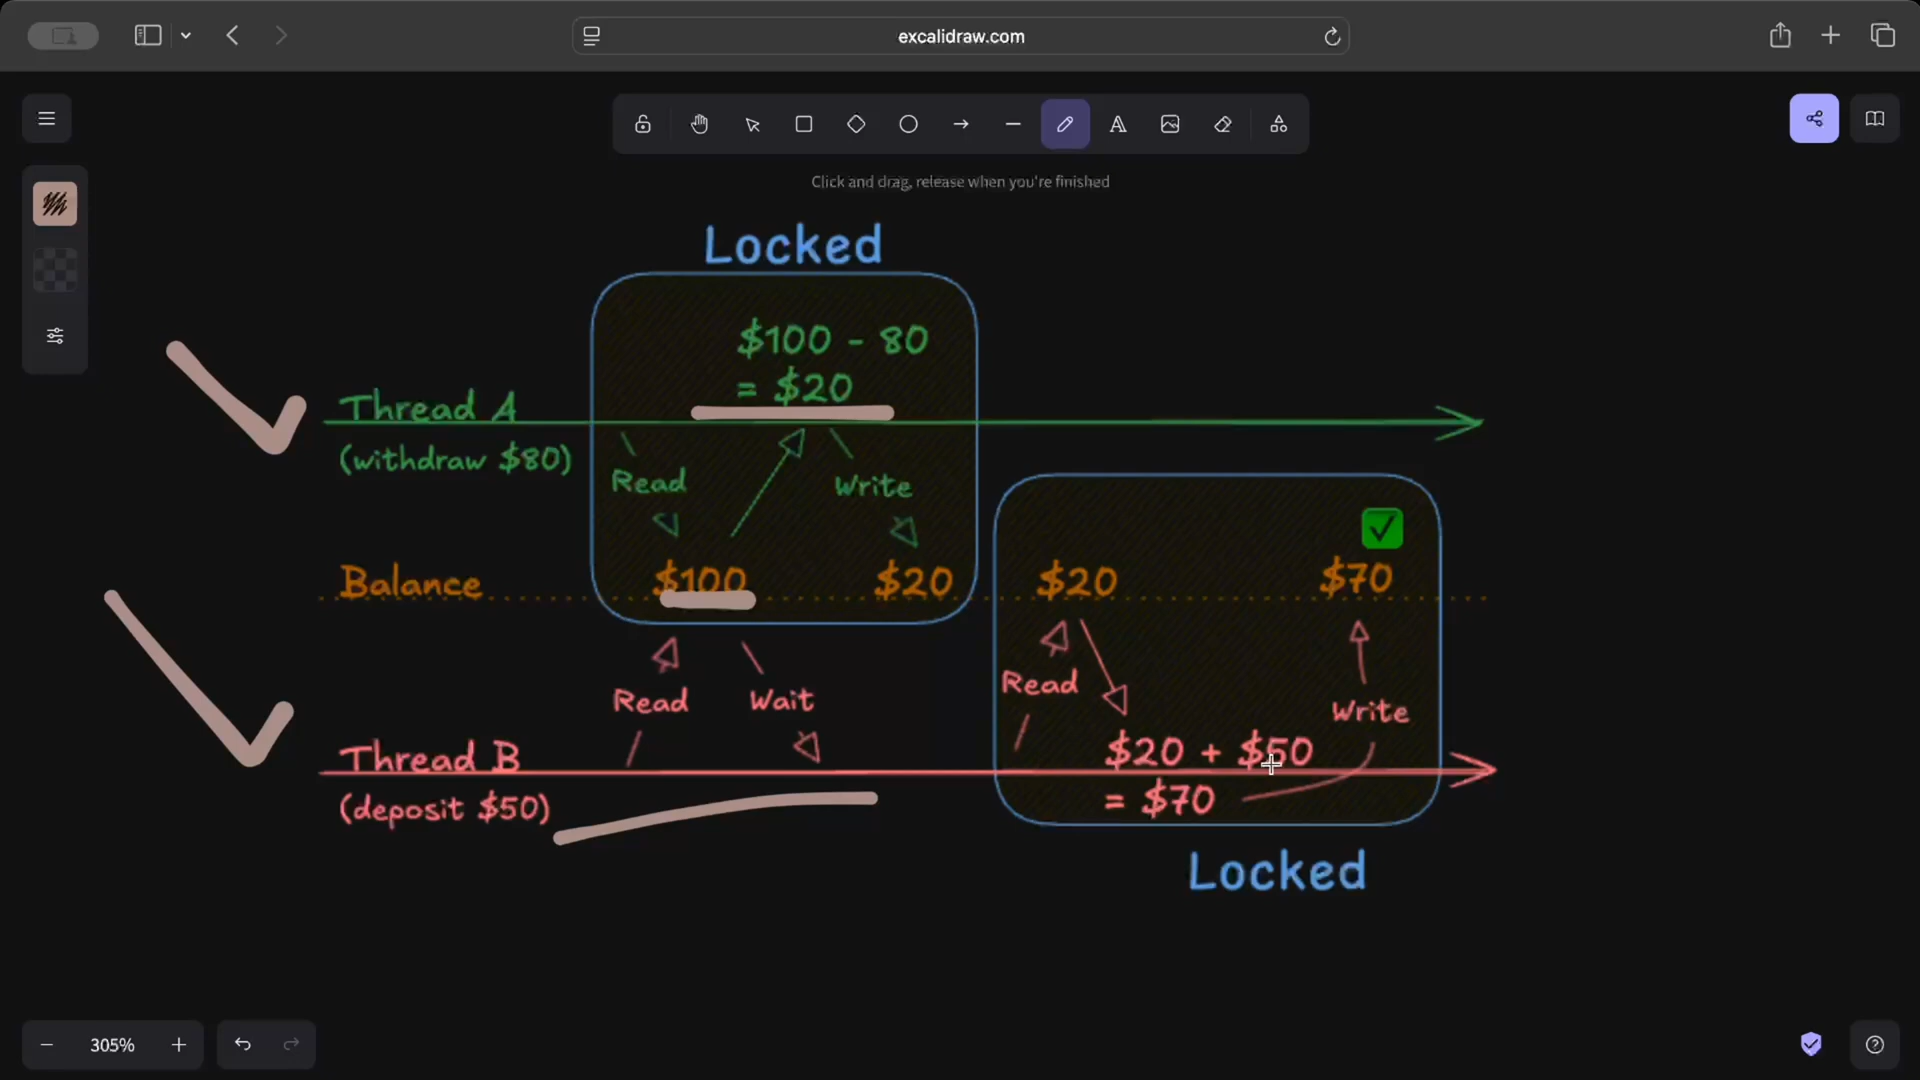 excalidraw.com
Click and drag, release when you're finished
Locked
$100 - 80
= $20
Thread A
(withdraw $80)
Read
Write
Balance
$100
$20
$20
$70
Read
Wait
Read
Write
Thread B
(deposit $50)
$20 + $50
= $70
Locked
305%